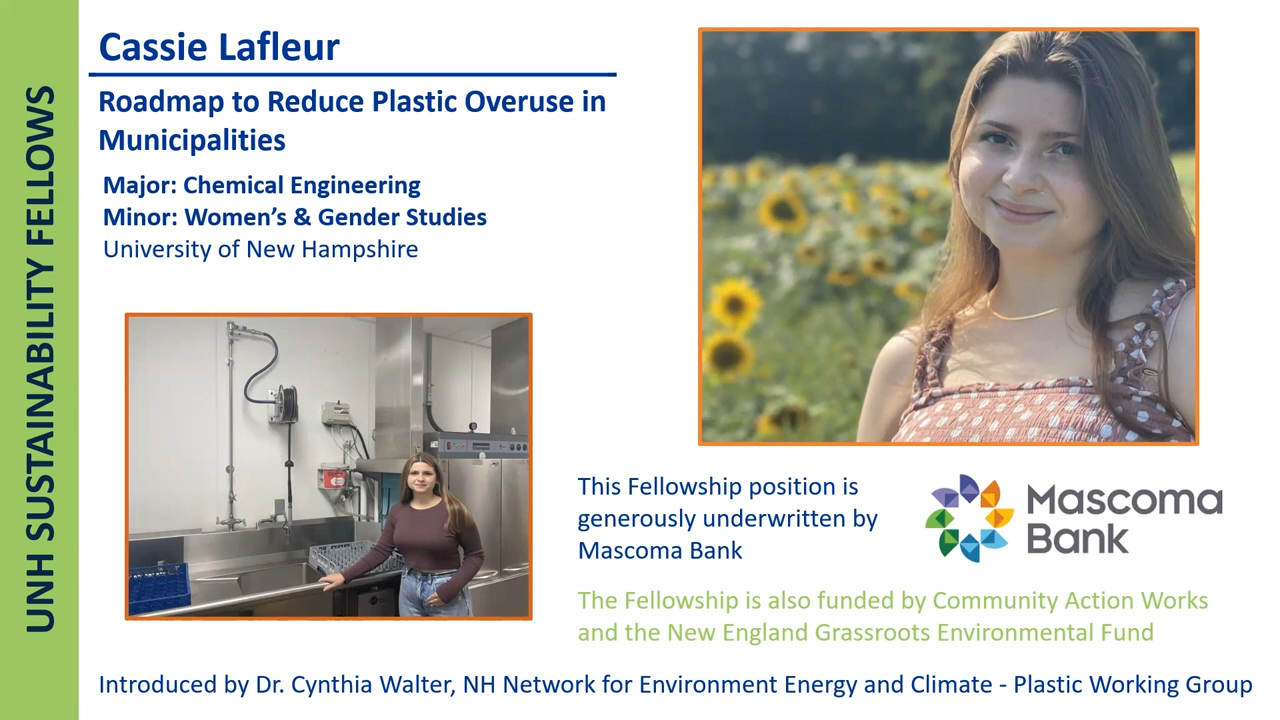 UNH SUSTAINABILITY FELLOWS
Cassie Lafleur
Roadmap to Reduce Plastic Overuse in
Municipalities
Major: Chemical Engineering
Minor: Women’s & Gender Studies
University of New Hampshire
This Fellowship position is
generously underwritten by
Mascoma Bank
Mascoma
Bank
The Fellowship is also funded by Community Action Works
and the New England Grassroots Environmental Fund
Introduced by Dr. Cynthia Walter, NH Network for Environment Energy and Climate - Plastic Working Group